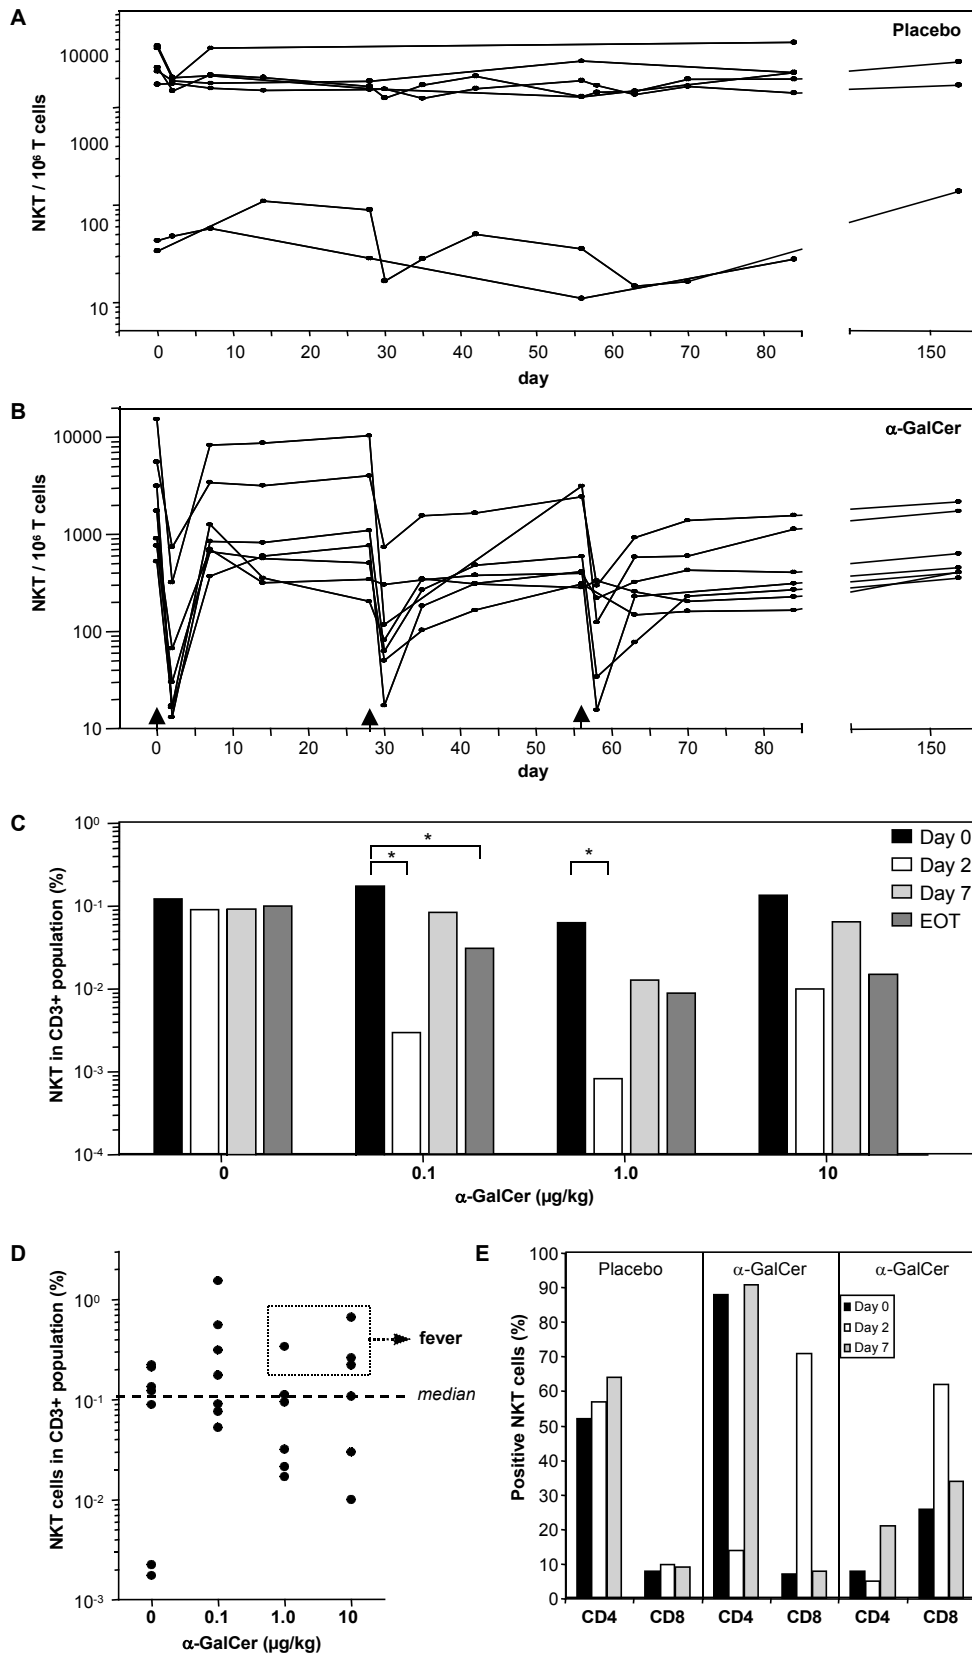 A
Placebo
NKT / 10⁶ T cells
10000
1000
100
10
0 10 20 30 40 50 60 70 80 150
day
B
α-GalCer
NKT / 10⁶ T cells
10000
1000
100
10
0 10 20 30 40 50 60 70 80 150
day
C
NKT in CD3+ population (%)
10⁰
10⁻¹
10⁻²
10⁻³
10⁻⁴
* *
*
Day 0
Day 2
Day 7
EOT
0 0.1 1.0 10
α-GalCer (µg/kg)
D
NKT cells in CD3+ population (%)
10⁰
10⁻¹
10⁻²
10⁻³
fever
median
0 0.1 1.0 10
α-GalCer (µg/kg)
E
Positive NKT cells (%)
100
90
80
70
60
50
40
30
20
10
0
Placebo α-GalCer α-GalCer
Day 0
Day 2
Day 7
CD4 CD8 CD4 CD8 CD4 CD8